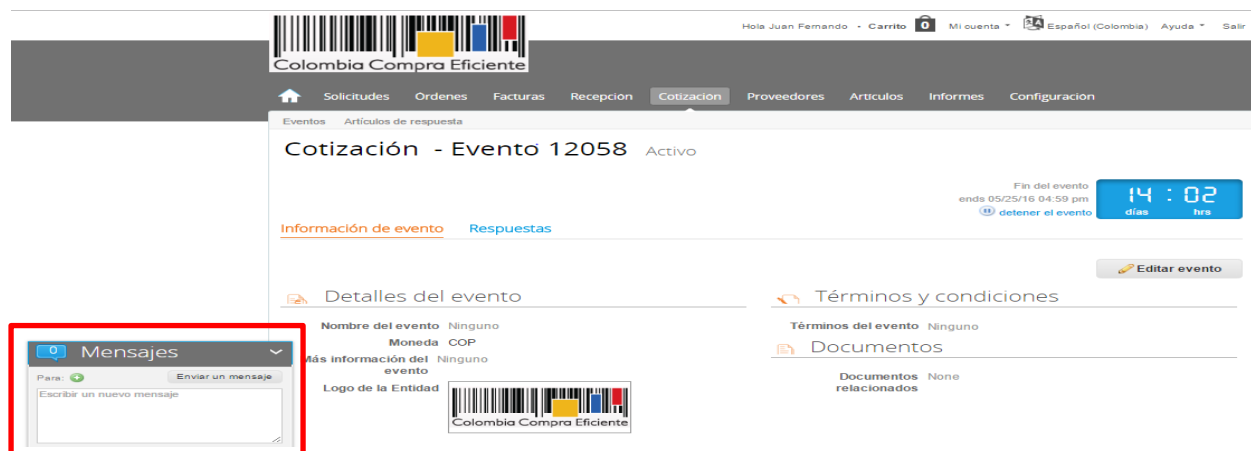 Hola Juan Fernando - Carrito 0 Mi cuenta Español (Colombia) Ayuda Salir
Colombia Compra Eficiente
Solicitudes Ordenes Facturas Recepción Cotización Proveedores Artículos Informes Configuración
Eventos Artículos de respuesta
Cotización - Evento 12058 Activo
Fin del evento
ends 05/25/16 04:59 pm
detener el evento
14 : 02
días hrs
Información de evento Respuestas
Editar evento
Detalles del evento
Nombre del evento Ninguno
Moneda COP
Más información del evento Ninguno
Logo de la Entidad
Colombia Compra Eficiente
Términos y condiciones
Términos del evento Ninguno
Documentos
Documentos relacionados None
0 Mensajes
Para: Enviar un mensaje
Escribir un nuevo mensaje